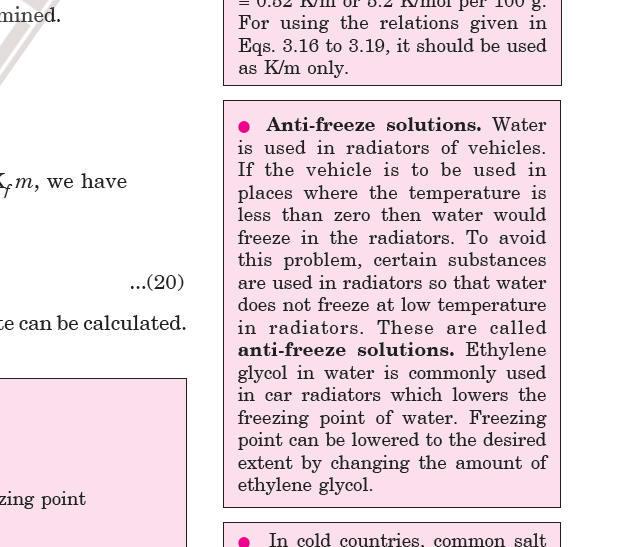 mined.
m, we have
...(20)
te can be calculated.
zing point
= 0.52 K/m or 5.2 K/mol per 100 g.
For using the relations given in
Eqs. 3.16 to 3.19, it should be used
as K/m only.
● Anti-freeze solutions. Water
is used in radiators of vehicles.
If the vehicle is to be used in
places where the temperature is
less than zero then water would
freeze in the radiators. To avoid
this problem, certain substances
are used in radiators so that water
does not freeze at low temperature
in radiators. These are called
anti-freeze solutions. Ethylene
glycol in water is commonly used
in car radiators which lowers the
freezing point of water. Freezing
point can be lowered to the desired
extent by changing the amount of
ethylene glycol.
● In cold countries, common salt